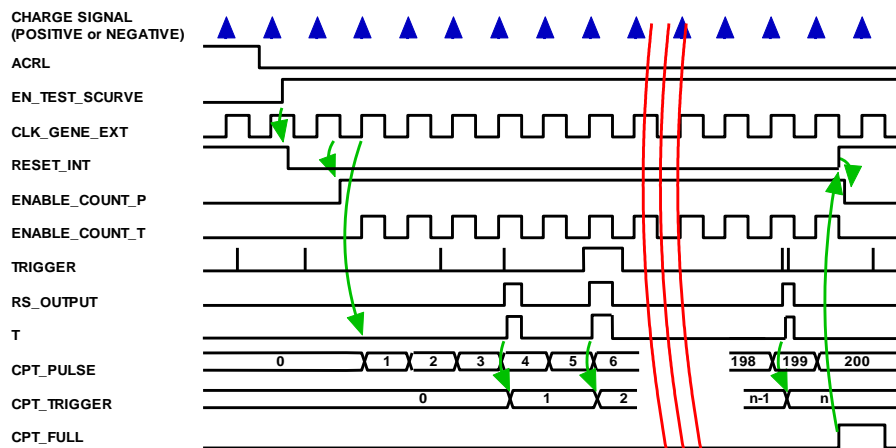 CHARGE SIGNAL
(POSITIVE or NEGATIVE)
ACRL
EN_TEST_SCURVE
CLK_GENE_EXT
RESET_INT
ENABLE_COUNT_P
ENABLE_COUNT_T
TRIGGER
RS_OUTPUT
T
CPT_PULSE 0 1 2 3 4 5 6 198 199 200
CPT_TRIGGER 0 1 2 n-1 n
CPT_FULL